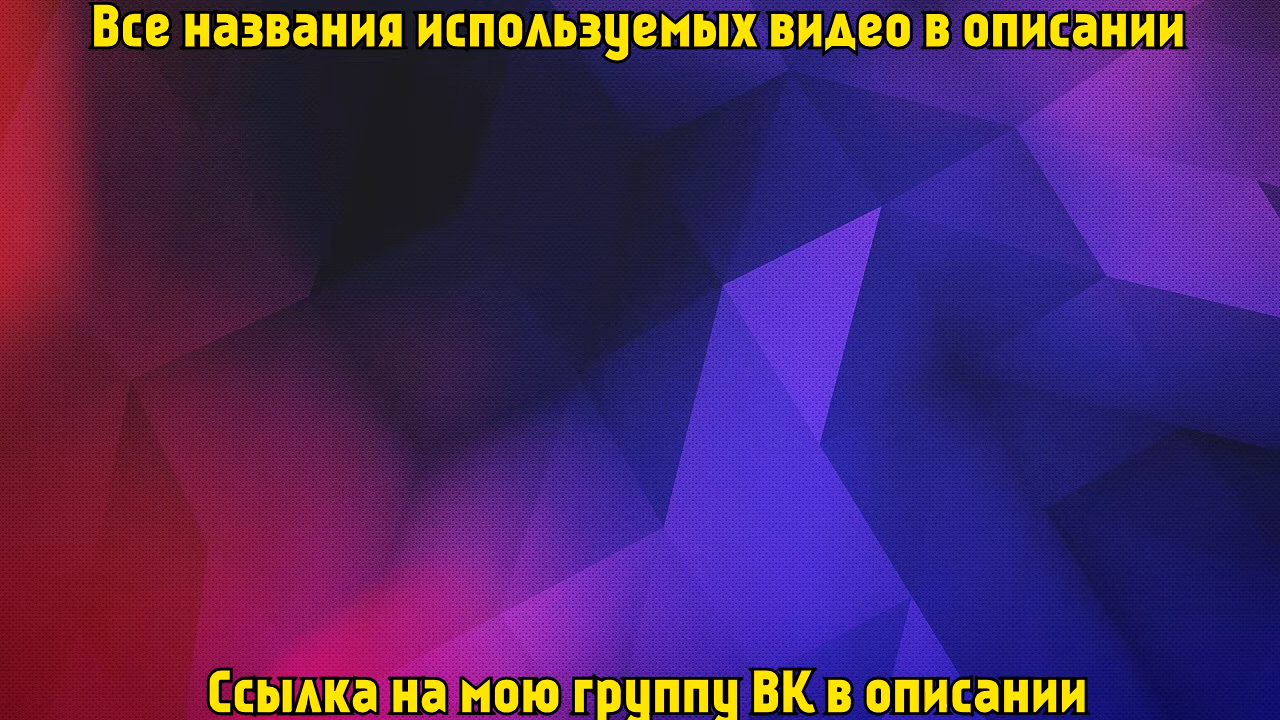 Все названия используемых видео в описании
Ссылка на мою группу ВК в описании